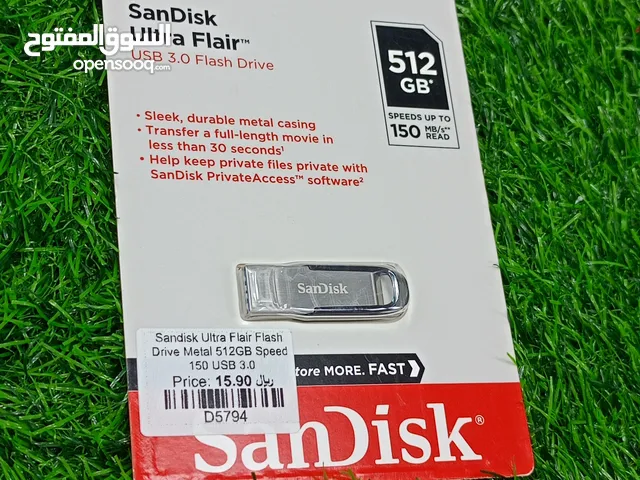 SanDisk
Ultra Flair™
USB 3.0 Flash Drive
السوق المفتوح
opensooq.com
512
GB*
SPEEDS UP TO
150 MB/s**
READ
• Sleek, durable metal casing
• Transfer a full-length movie in
less than 30 seconds¹
• Help keep private files private with
SanDisk PrivateAccess™ software²
SanDisk
Sandisk Ultra Flair Flash
Drive Metal 512GB Speed
150 USB 3.0
Price: 15.90 ﷼
D5794
MORE. FAST
SanDisk®